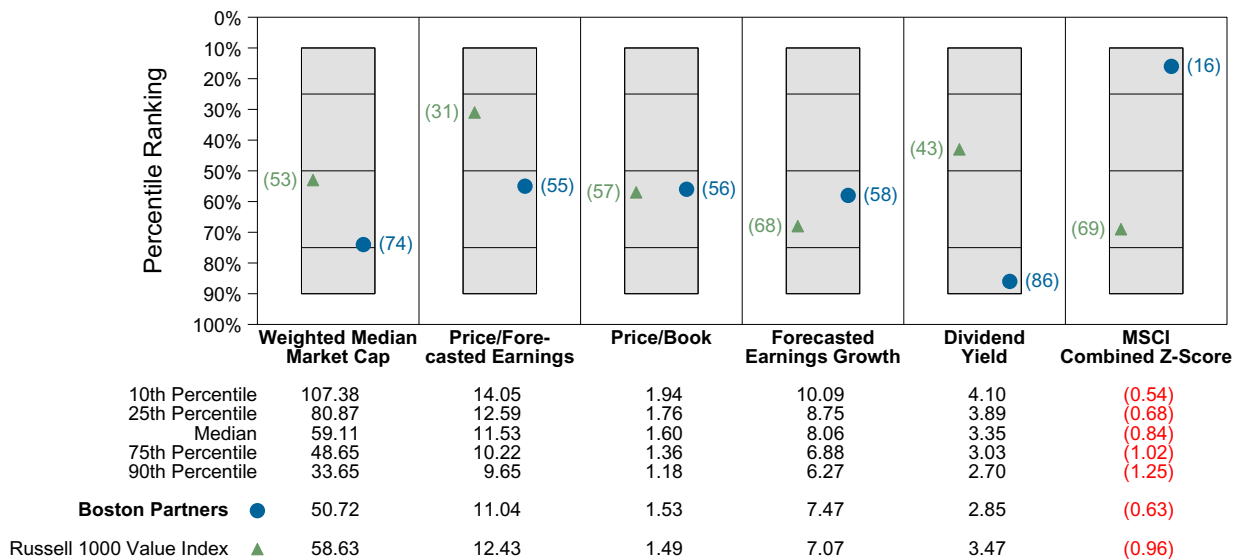 0%
10%
20%
30%
40%
50%
60%
70%
80%
90%
100%
Percentile Ranking
(53)
(74)
(31)
(55)
(57)
(56)
(68)
(58)
(43)
(86)
(69)
(16)
Weighted Median
Market Cap
Price/Fore-
casted Earnings
Price/Book
Forecasted
Earnings Growth
Dividend
Yield
MSCI
Combined Z-Score
10th Percentile 107.38 14.05 1.94 10.09 4.10 (0.54)
25th Percentile 80.87 12.59 1.76 8.75 3.89 (0.68)
Median 59.11 11.53 1.60 8.06 3.35 (0.84)
75th Percentile 48.65 10.22 1.36 6.88 3.03 (1.02)
90th Percentile 33.65 9.65 1.18 6.27 2.70 (1.25)
Boston Partners 50.72 11.04 1.53 7.47 2.85 (0.63)
Russell 1000 Value Index 58.63 12.43 1.49 7.07 3.47 (0.96)